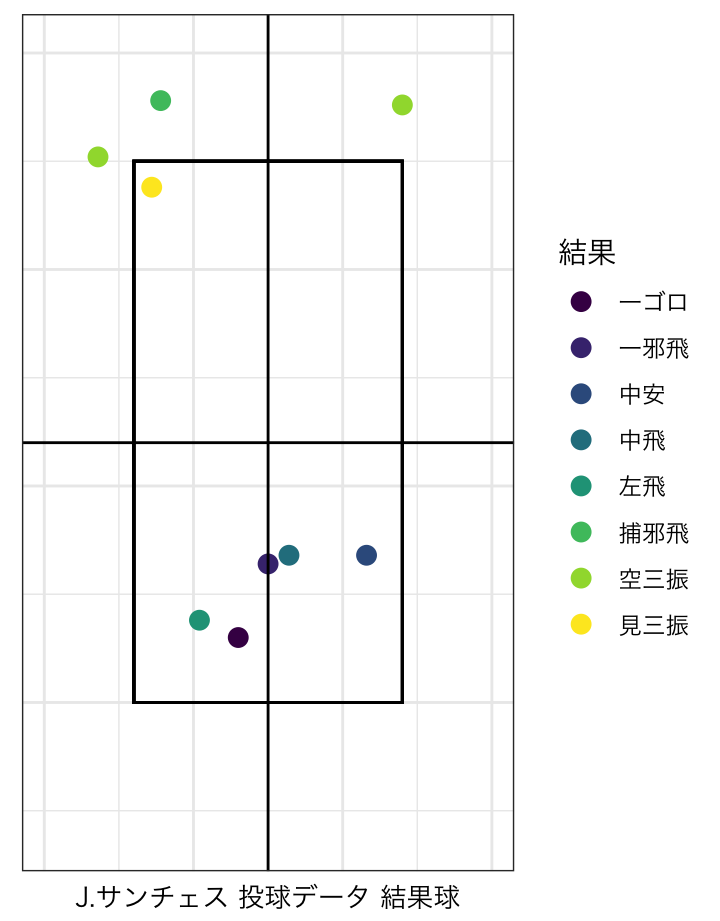 結果
一ゴロ
一邪飛
中安
中飛
左飛
捕邪飛
空三振
見三振
J.サンチェス 投球データ 結果球